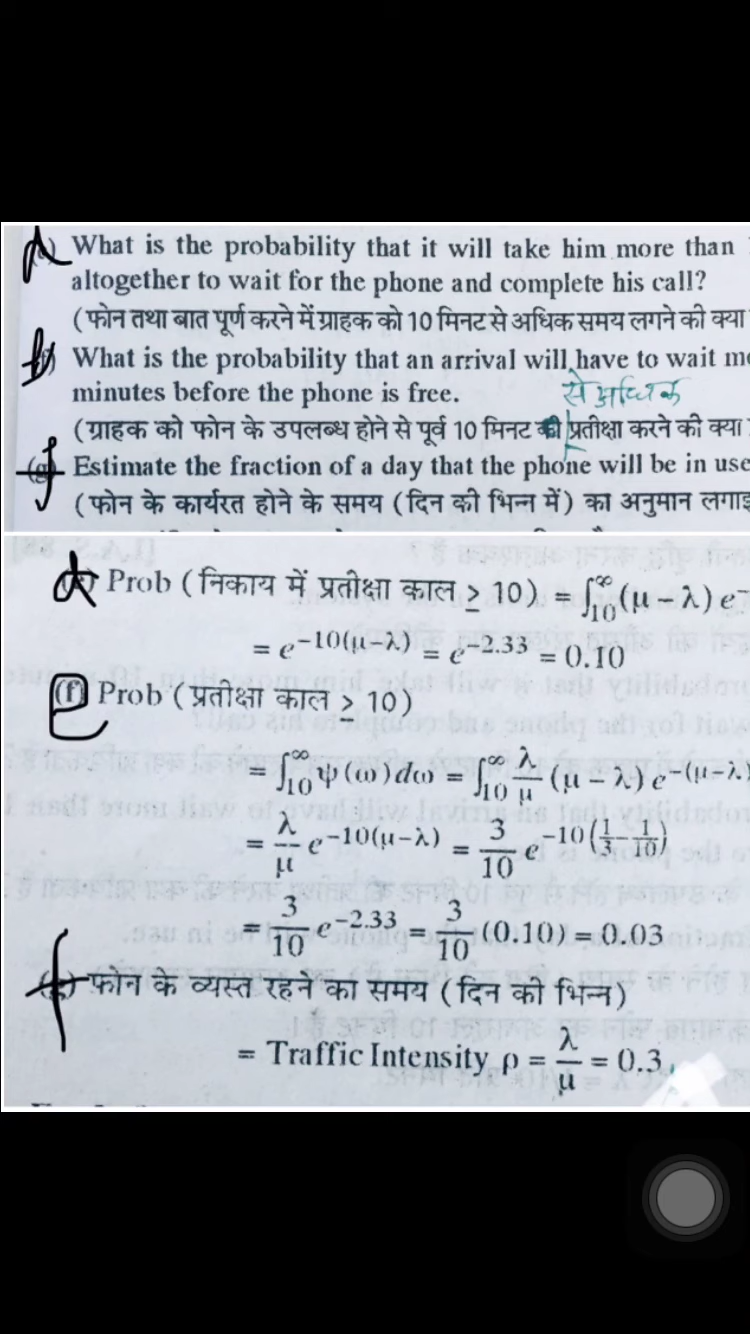 What is the probability that it will take him more than
altogether to wait for the phone and complete his call?
(फोन तथा बात पूर्ण करने में ग्राहक को 10 मिनट से अधिक समय लगने की क्या
What is the probability that an arrival will have to wait
minutes before the phone is free.
से अधिक
(ग्राहक को फोन के उपलब्ध होने से पूर्व 10 मिनट प्रतीक्षा करने की क्या
(g) Estimate the fraction of a day that the phone will be in use
(फोन के कार्यरत होने के समय (दिन की भिन्न में) का अनुमान
d Prob (निकाय में प्रतीक्षा काल > 10) = ∫₁₀^∞ (μ – λ) e⁻
= e^–10(μ–λ) = e^–2.33 = 0.10
(f) Prob (प्रतीक्षा काल ≥ 10)
= ∫₁₀^∞ ψ(ω) dω = ∫₁₀^∞ λ/μ (μ – λ) e^–(μ–λ)
= λ/μ e^–10(μ–λ) = 3/10 e^–10(1/3 – 1/10)
= 3/10 e^–2.33 = 3/10 (0.10) = 0.03
फोन के व्यस्त रहने का समय (दिन की भिन्न)
= Traffic Intensity ρ = λ/μ = 0.3